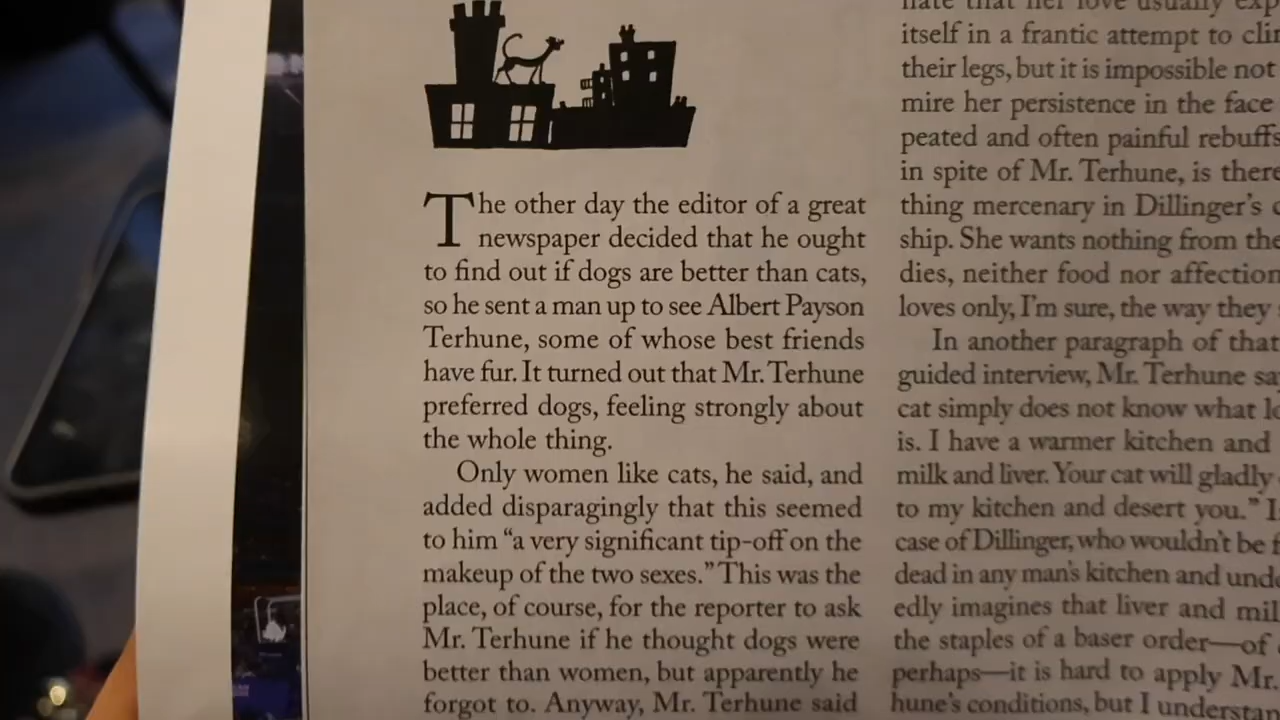 The other day the editor of a great
newspaper decided that he ought
to find out if dogs are better than cats,
so he sent a man up to see Albert Payson
Terhune, some of whose best friends
have fur. It turned out that Mr. Terhune
preferred dogs, feeling strongly about
the whole thing.
Only women like cats, he said, and
added disparagingly that this seemed
to him “a very significant tip-off on the
makeup of the two sexes.” This was the
place, of course, for the reporter to ask
Mr. Terhune if he thought dogs were
better than women, but apparently he
forgot to. Anyway, Mr. Terhune said
that her love usually
itself in a frantic attempt to
their legs, but it is impossible not
mire her persistence in the face
peated and often painful rebuffs
in spite of Mr. Terhune, is there
thing mercenary in Dillinger’s
ship. She wants nothing from
dies, neither food nor affection
loves only, I’m sure, the way they
In another paragraph of that
guided interview, Mr. Terhune
cat simply does not know what
is. I have a warmer kitchen and
milk and liver. Your cat will gladly
to my kitchen and desert you.”
case of Dillinger, who wouldn’t be
dead in any man’s kitchen and
edly imagines that liver and
the staples of a baser order—of
perhaps—it is hard to apply Mr.
hune’s conditions, but I